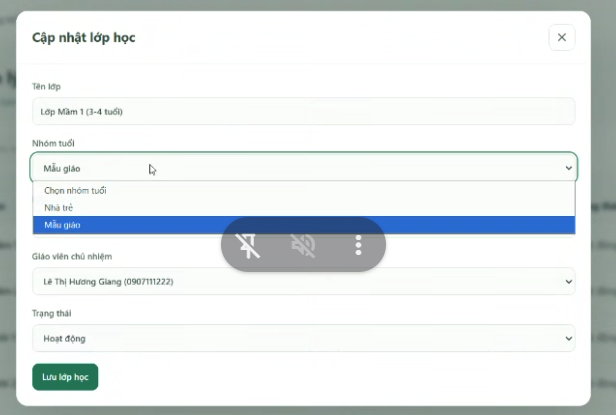 Cập nhật lớp học
Tên lớp
Lớp Mầm 1 (3-4 tuổi)
Nhóm tuổi
Mẫu giáo
Chọn nhóm tuổi
Nhà trẻ
Mẫu giáo
Giáo viên chủ nhiệm
Lê Thị Hương Giang (0907111222)
Trạng thái
Hoạt động
Lưu lớp học